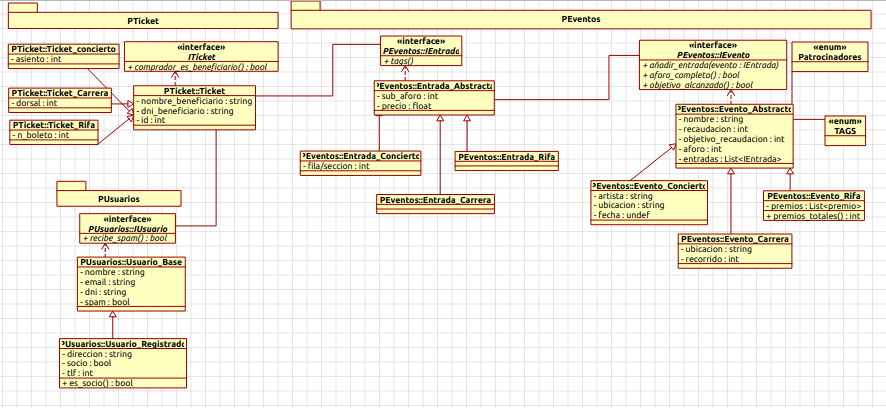 PTicket
PTicket::Ticket_concierto
- asiento : int
«interface»
ITicket
+ comprador_es_beneficiario() : bool
PTicket::Ticket_Carrera
- dorsal : int
PTicket::Ticket
- nombre_beneficiario : string
- dni_beneficiario : string
- id : int
PTicket::Ticket_Rifa
- n_boleto : int
PUsuarios
«interface»
PUsuarios::IUsuario
+ recibe_spam() : bool
PUsuarios::Usuario_Base
- nombre : string
- email : string
- dni : string
- spam : bool
PUsuarios::Usuario_Registrado
- direccion : string
- socio : bool
- tlf : int
+ es_socio() : bool
PEventos
«interface»
PEventos::IEntrada
+ tags()
PEventos::Entrada_Abstracta
- sub_aforo : int
- precio : float
PEventos::Entrada_Concierto
- fila/seccion : int
PEventos::Entrada_Rifa
PEventos::Entrada_Carrera
«interface»
PEventos::IEvento
+ añadir_entrada(evento : IEntrada)
+ aforo_completo() : bool
+ objetivo_alcanzado() : bool
«enum»
Patrocinadores
PEventos::Evento_Abstracto
- nombre : string
- recaudacion : int
- objetivo_recaudacion : int
- aforo : int
- entradas : List<IEntrada>
«enum»
TAGS
PEventos::Evento_Concierto
- artista : string
- ubicacion : string
- fecha : undef
PEventos::Evento_Rifa
- premios : List<premio>
+ premios_totales() : int
PEventos::Evento_Carrera
- ubicacion : string
- recorrido : int